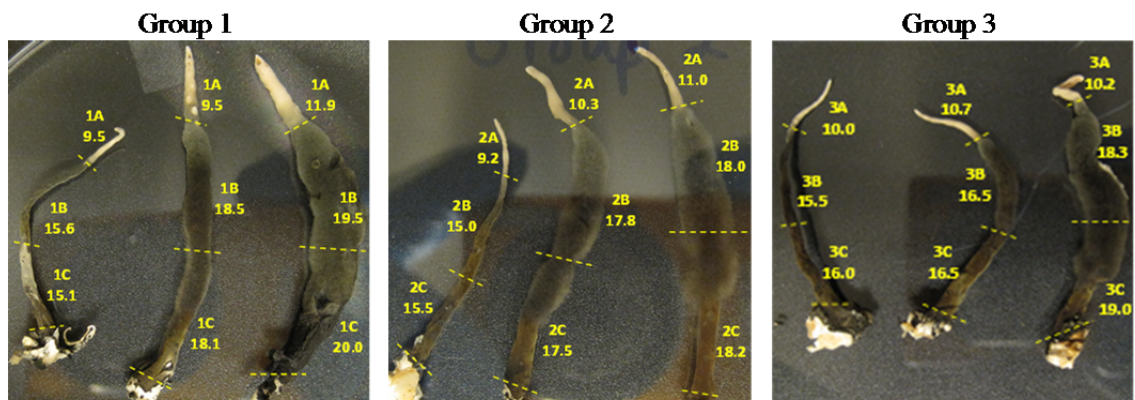 Group 1
Group 2
Group 3
1A
9.5
1B
15.6
1C
15.1
1A
9.5
1B
18.5
1C
18.1
1A
11.9
1B
19.5
1C
20.0
2A
9.2
2B
15.0
2C
15.5
2A
10.3
2B
17.8
2C
17.5
2A
11.0
2B
18.0
2C
18.2
3A
10.0
3B
15.5
3C
16.0
3A
10.7
3B
16.5
3C
16.5
3A
10.2
3B
18.3
3C
19.0